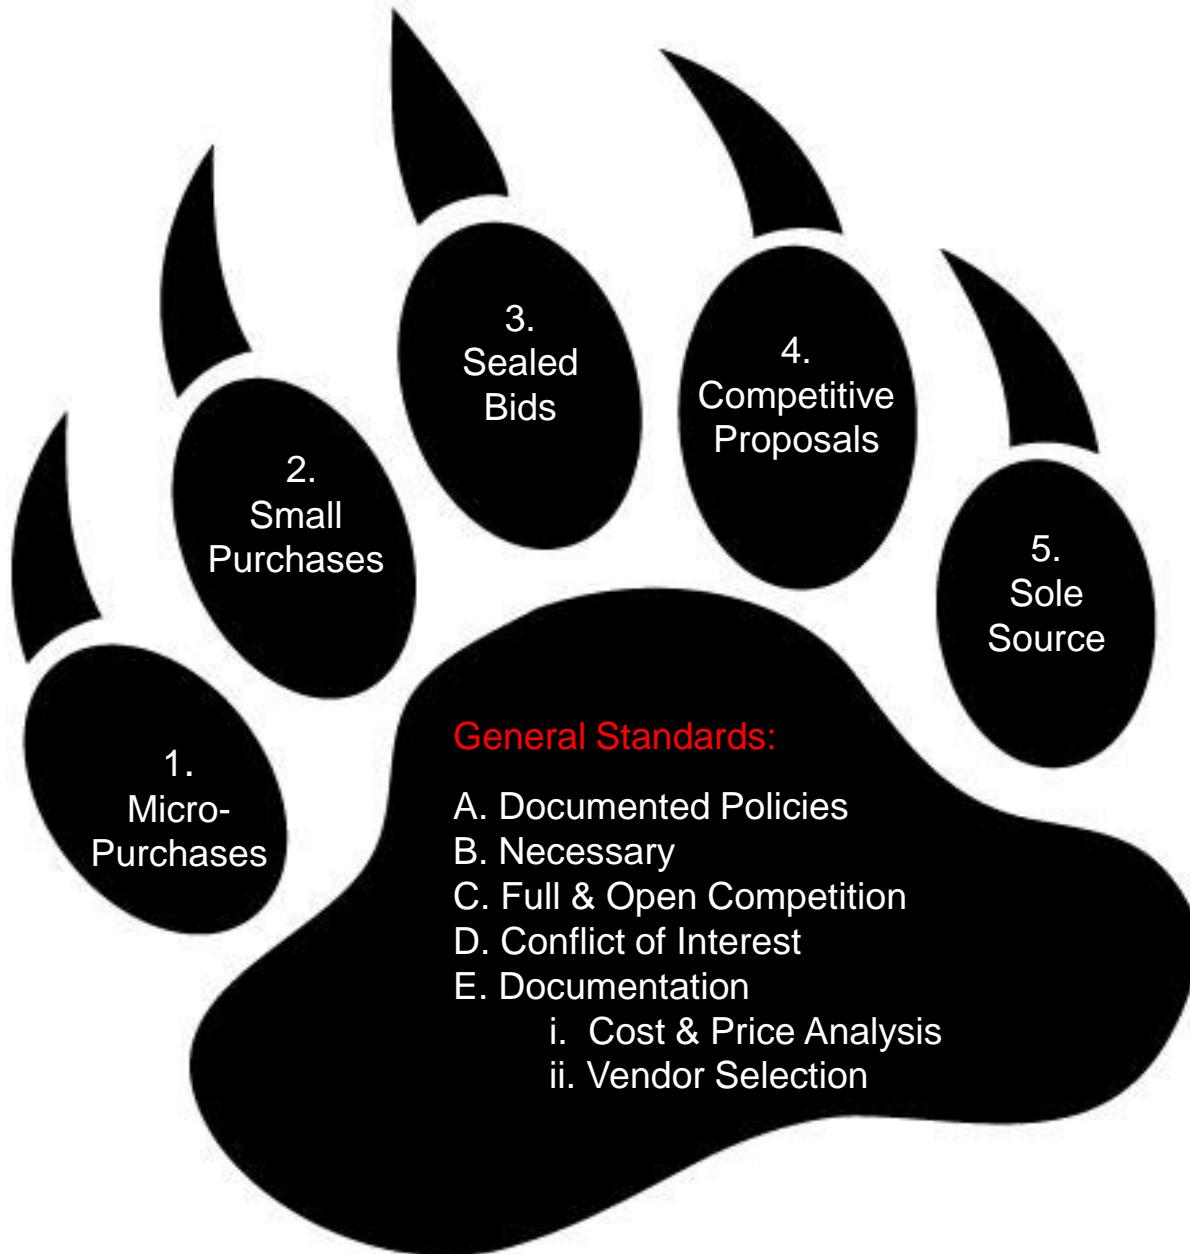 1.
Micro-
Purchases
2.
Small
Purchases
3.
Sealed
Bids
4.
Competitive
Proposals
5.
Sole
Source
General Standards:
A. Documented Policies
B. Necessary
C. Full & Open Competition
D. Conflict of Interest
E. Documentation
i. Cost & Price Analysis
ii. Vendor Selection